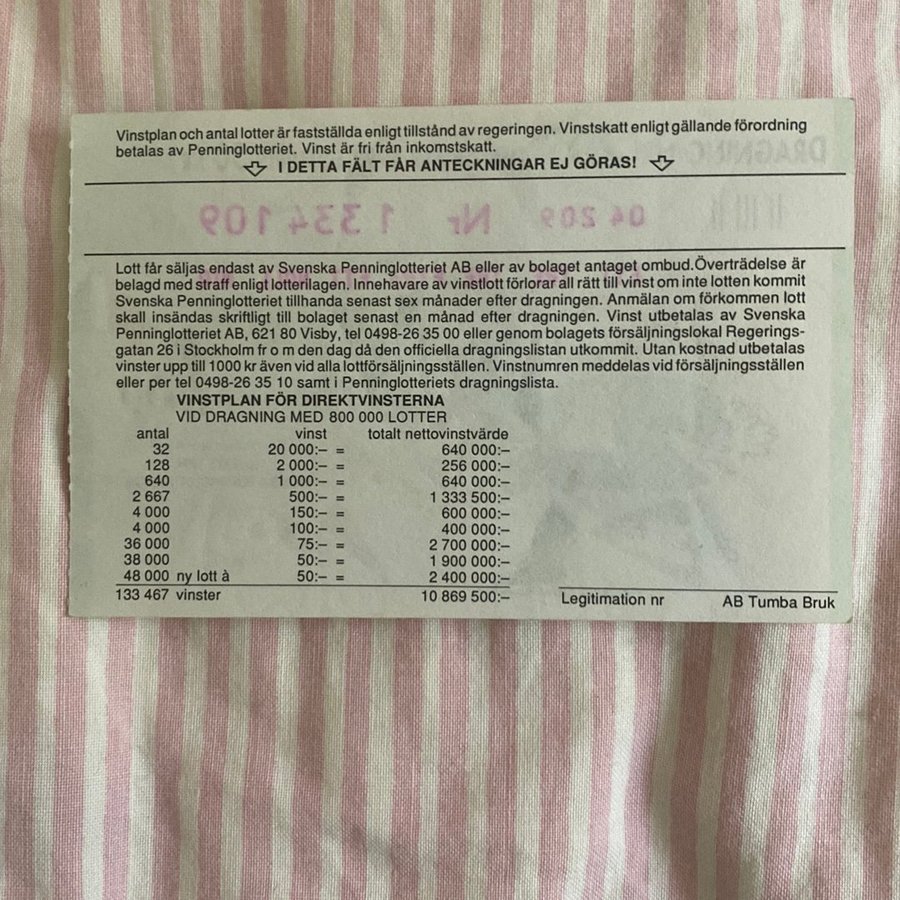 Vinstplan och antal lotter är fastställda enligt tillstånd av regeringen. Vinstskatt enligt gällande förordning
betalas av Penninglotteriet. Vinst är fri från inkomstskatt.
I DETTA FÄLT FÅR ANTECKNINGAR EJ GÖRAS!
04 209 Nr 1 334 109
Lott får säljas endast av Svenska Penninglotteriet AB eller av bolaget antaget ombud.Överträdelse är
belagd med straff enligt lotterilagen. Innehavare av vinstlott förlorar all rätt till vinst om inte lotten kommit
Svenska Penninglotteriet tillhanda senast sex månader efter dragningen. Anmälan om förkommen lott
skall insändas skriftligt till bolaget senast en månad efter dragningen. Vinst utbetalas av Svenska
Penninglotteriet AB, 621 80 Visby, tel 0498-26 35 00 eller genom bolagets försäljningslokal Regerings-
gatan 26 i Stockholm fr o m den dag då den officiella dragningslistan utkommit. Utan kostnad utbetalas
vinster upp till 1000 kr även vid alla lottförsäljningsställen. Vinstnumren meddelas vid försäljningsställen
eller per tel 0498-26 35 10 samt i Penninglotteriets dragningslista.
VINSTPLAN FÖR DIREKTVINSTERNA
VID DRAGNING MED 800 000 LOTTER
antal vinst totalt nettovinstvärde
32 20 000:– = 640 000:–
128 2 000:– = 256 000:–
640 1 000:– = 640 000:–
2 667 500:– = 1 333 500:–
4 000 150:– = 600 000:–
4 000 100:– = 400 000:–
36 000 75:– = 2 700 000:–
38 000 50:– = 1 900 000:–
48 000 ny lott à 50:– = 2 400 000:–
133 467 vinster 10 869 500:–
Legitimation nr AB Tumba Bruk